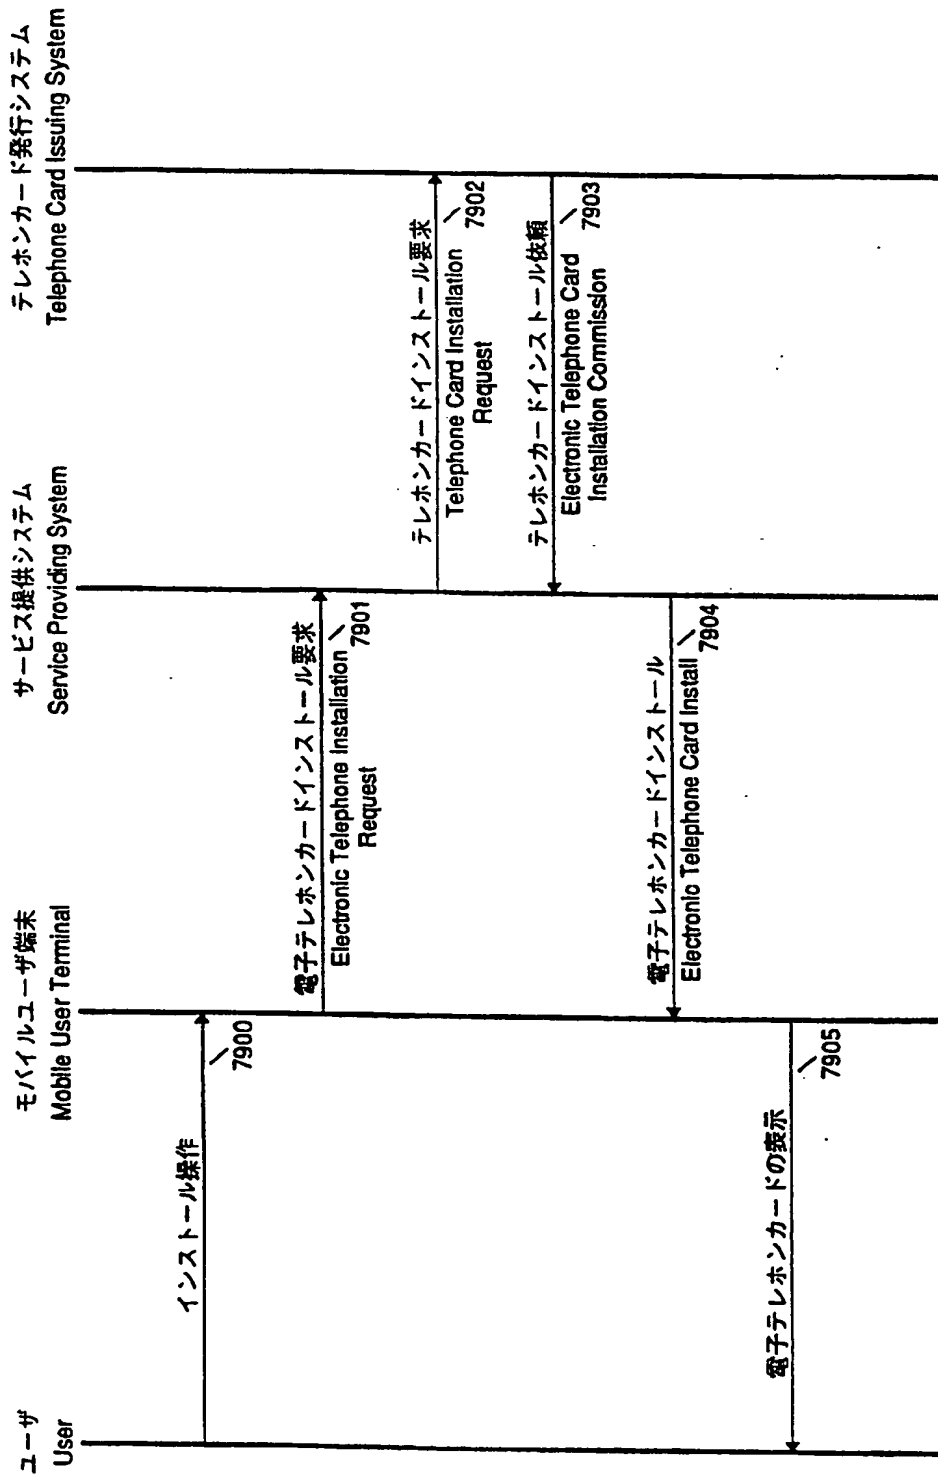 ユーザ
User
モバイルユーザ端末
Mobile User Terminal
サービス提供システム
Service Providing System
テレホンカード発行システム
Telephone Card Issuing System
インストール操作
7900
電子テレホンカードインストール要求
Electronic Telephone Installation
Request
7901
テレホンカードインストール要求
Telephone Card Installation
Request
7902
テレホンカードインストール依頼
Electronic Telephone Card
Installation Commission
7903
電子テレホンカードインストール
Electronic Telephone Card Install
7904
電子テレホンカードの表示
7905